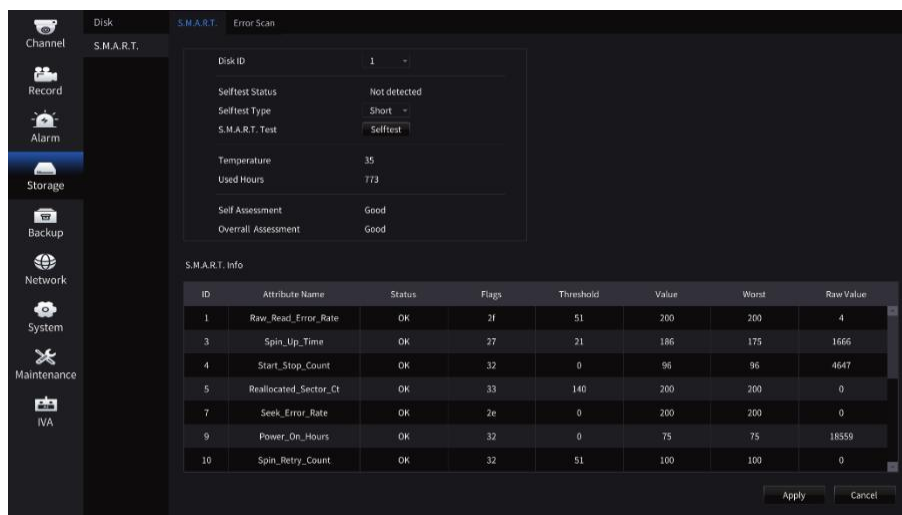 Disk
S.M.A.R.T. Error Scan
Channel
S.M.A.R.T.
Disk ID 1
Record
Selftest Status Not detected
Selftest Type Short
S.M.A.R.T. Test Selftest
Alarm
Temperature 35
Used Hours 773
Storage
Self Assessment Good
Overrall Assessment Good
Backup
S.M.A.R.T. Info
Network
ID Attribute Name Status Flags Threshold Value Worst Raw Value
1 Raw_Read_Error_Rate OK 2f 51 200 200 4
System
3 Spin_Up_Time OK 27 21 186 175 1666
4 Start_Stop_Count OK 32 0 96 96 4647
Maintenance
5 Reallocated_Sector_Ct OK 33 140 200 200 0
7 Seek_Error_Rate OK 2e 0 200 200 0
IVA
9 Power_On_Hours OK 32 0 75 75 18559
10 Spin_Retry_Count OK 32 51 100 100 0
Apply Cancel